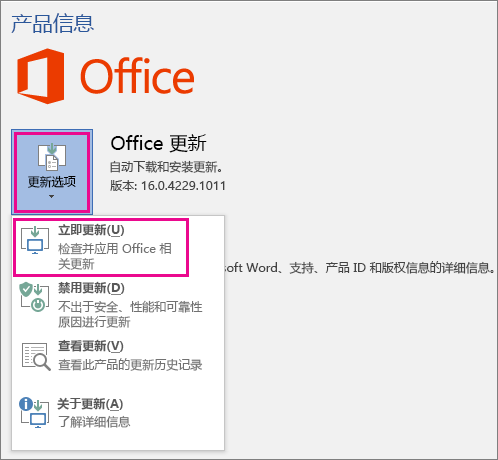 产品信息
Office
更新选项
Office 更新
自动下载和安装更新。
版本: 16.0.4229.1011
立即更新(U)
检查并应用 Office 相
关更新
soft Word、支持、产品 ID 和版权信息的详细信息。
禁用更新(D)
不出于安全、性能和可靠性
原因进行更新
查看更新(V)
查看此产品的更新历史记录
关于更新(A)
了解详细信息